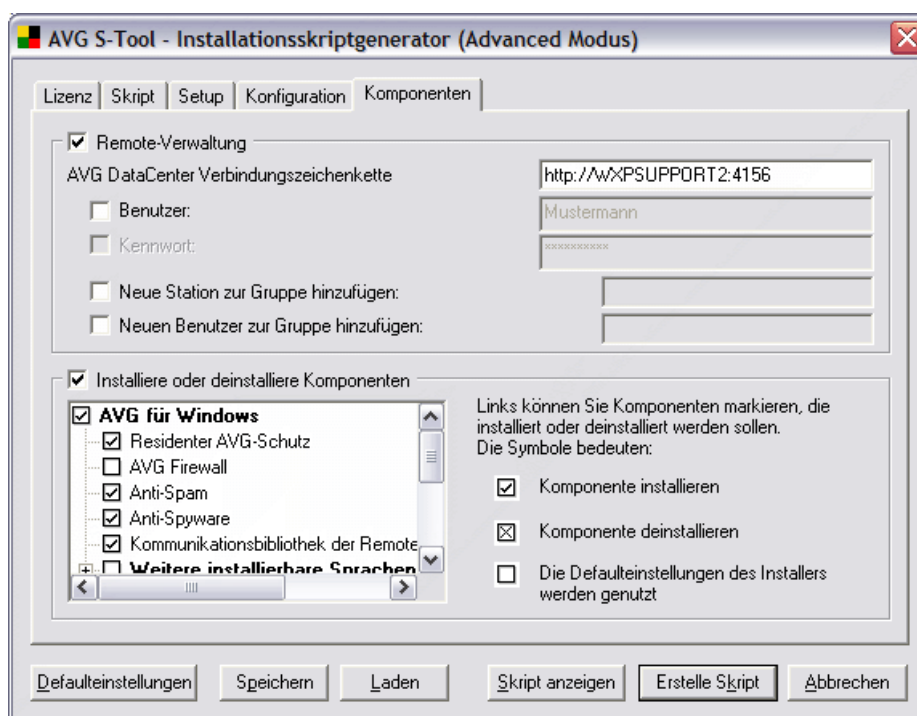 AVG S-Tool - Installationsskriptgenerator (Advanced Modus)
Lizenz Skript Setup Konfiguration Komponenten
Remote-Verwaltung
AVG DataCenter Verbindungszeichenkette http://WXPSUPPORT2:4156
Benutzer: Mustermann
Kennwort: **********
Neue Station zur Gruppe hinzufügen:
Neuen Benutzer zur Gruppe hinzufügen:
Installiere oder deinstalliere Komponenten
AVG für Windows
Residenter AVG-Schutz
AVG Firewall
Anti-Spam
Anti-Spyware
Kommunikationsbibliothek der Remote
Weitere installierbare Sprachen
Links können Sie Komponenten markieren, die
installiert oder deinstalliert werden sollen.
Die Symbole bedeuten:
Komponente installieren
Komponente deinstallieren
Die Defaulteinstellungen des Installers
werden genutzt
Defaulteinstellungen Speichern Laden Skript anzeigen Erstelle Skript Abbrechen